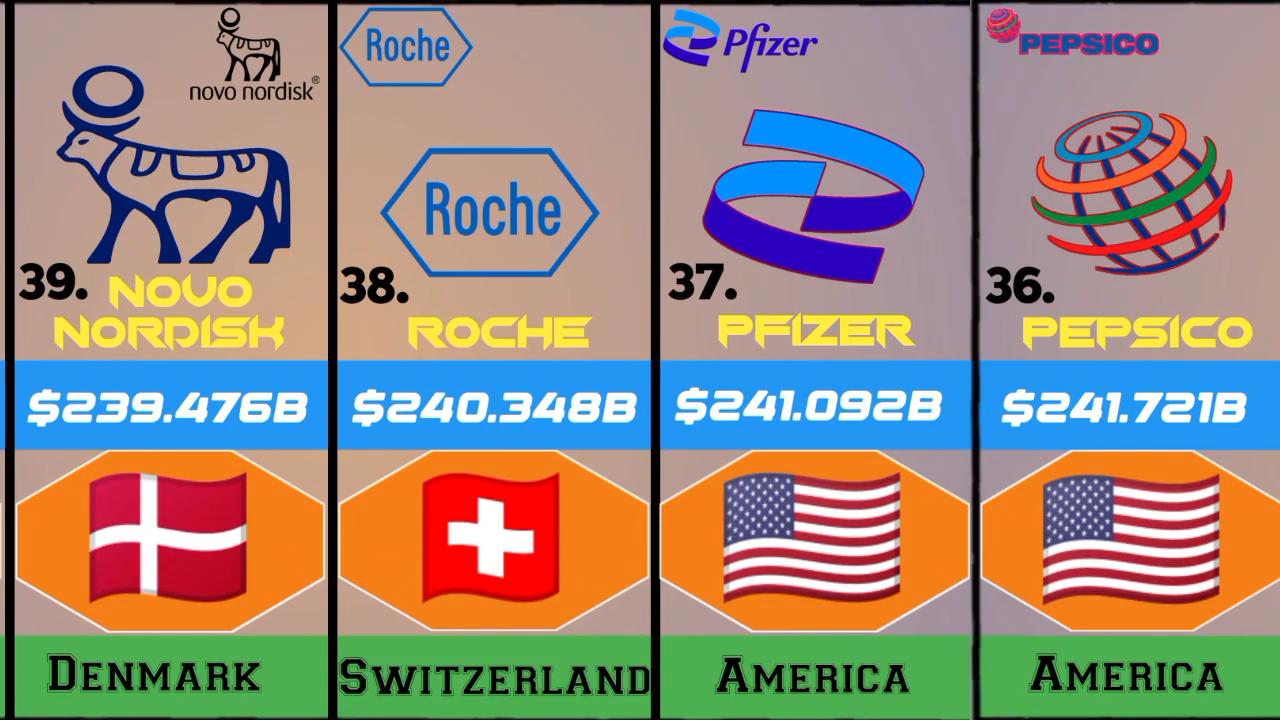 novo nordisk®
39. NOVO
NORDISK
$239.476B
DENMARK
Roche
Roche
38.
ROCHE
$240.348B
SWITZERLAND
Pfizer
37.
PFIZER
$241.092B
AMERICA
PEPSICO
36.
PEPSICO
$241.721B
AMERICA